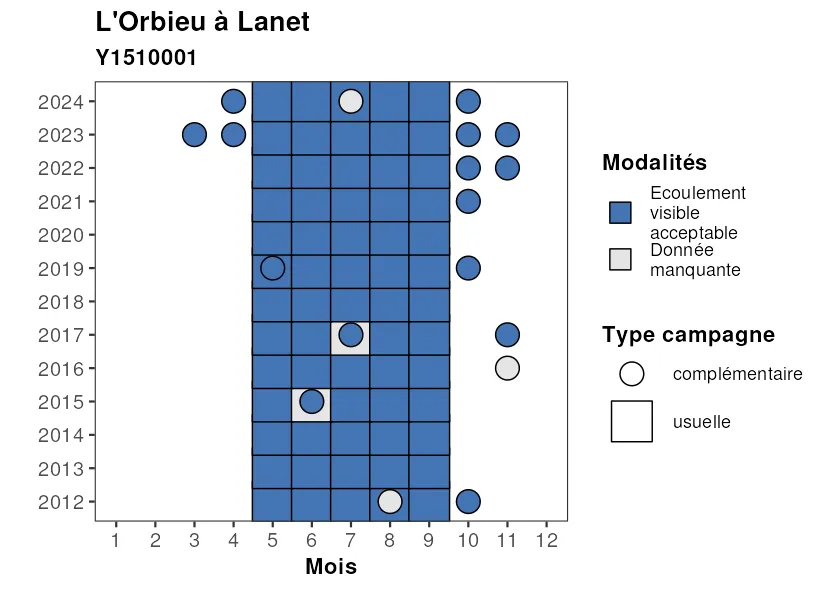 L'Orbieu à Lanet
Y1510001
2024
2023
2022
2021
2020
2019
2018
2017
2016
2015
2014
2013
2012
1 2 3 4 5 6 7 8 9 10 11 12
Mois
Modalités
Ecoulement
visible
acceptable
Donnée
manquante
Type campagne
complémentaire
usuelle